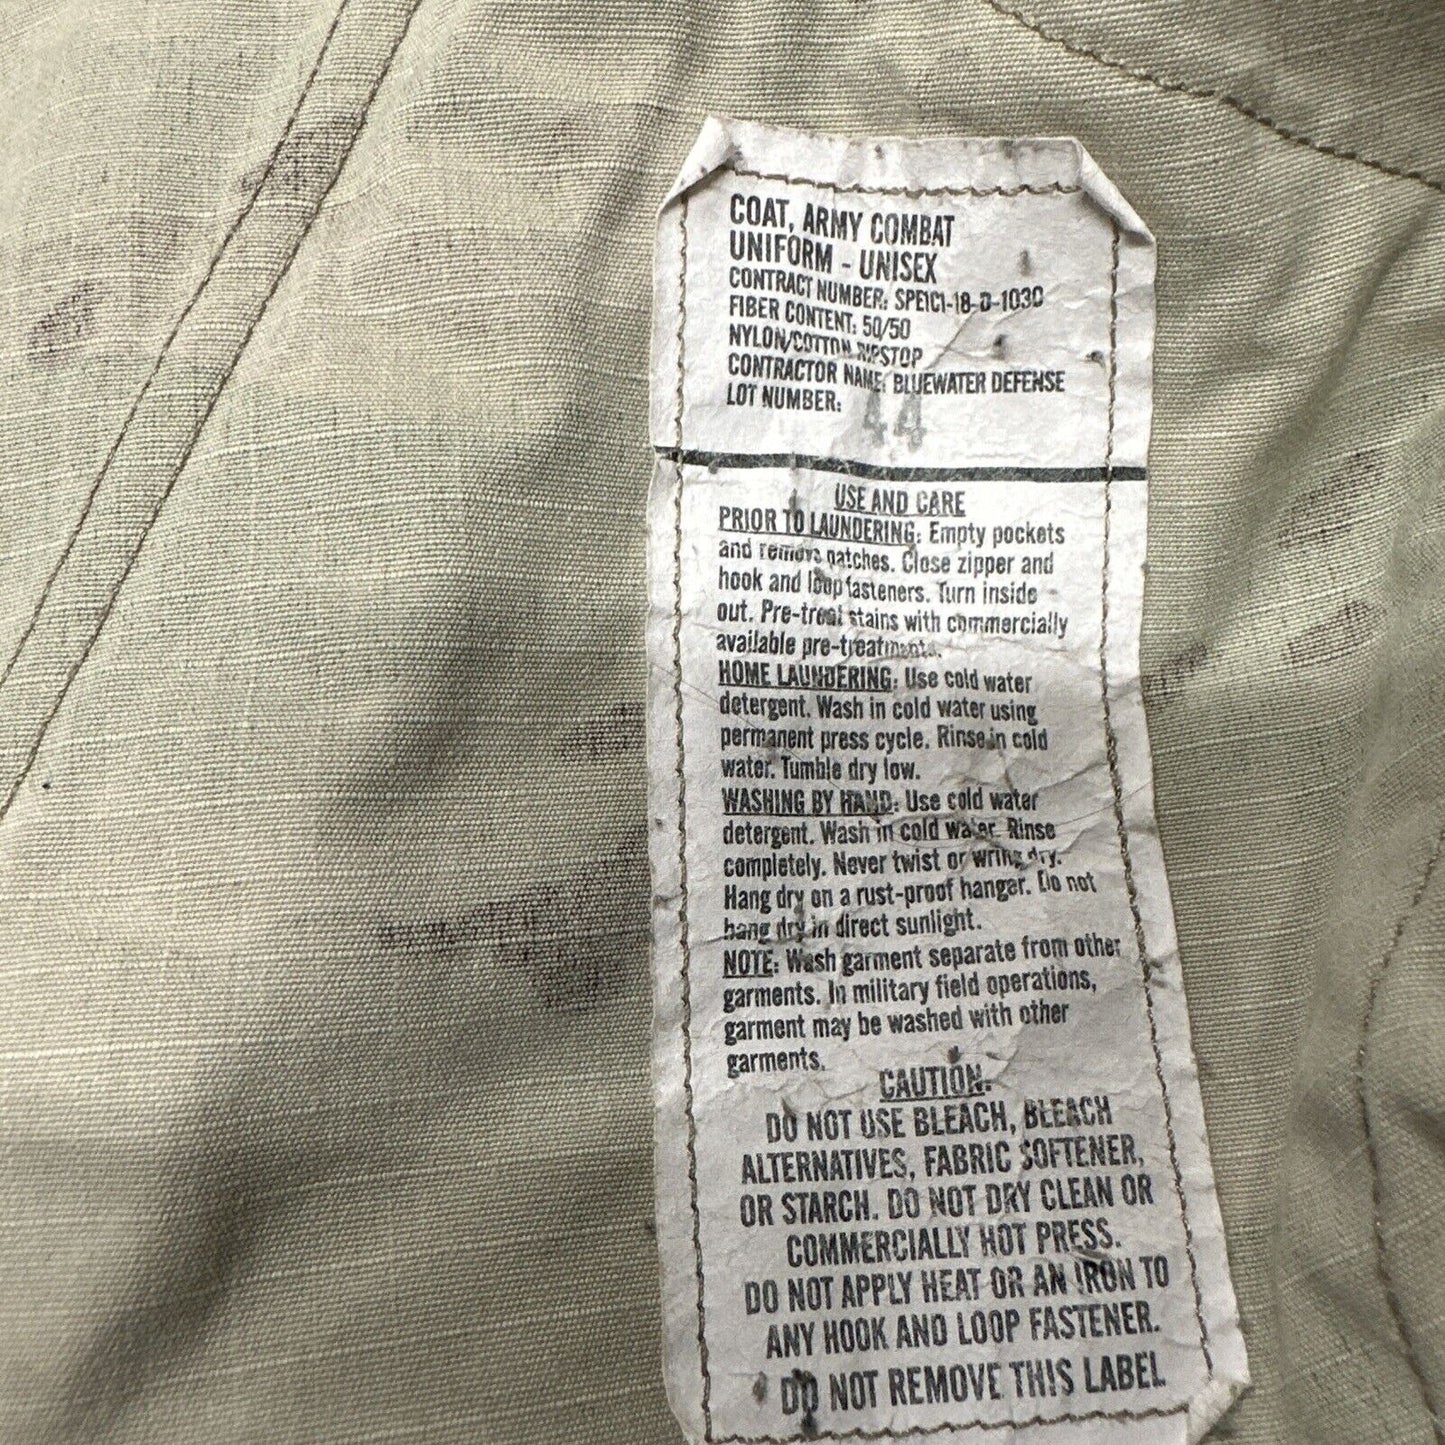 COAT, ARMY COMBAT
UNIFORM - UNISEX
CONTRACT NUMBER: SPE1C1-18-D-1030
FIBER CONTENT: 50/50
NYLON/COTTON RIPSTOP
CONTRACTOR NAME: BLUEWATER DEFENSE
LOT NUMBER: 44
USE AND CARE
PRIOR TO LAUNDERING: Empty pockets
and remove patches. Close zipper and
hook and loop fasteners. Turn inside
out. Pre-treat stains with commercially
available pre-treatments.
HOME LAUNDERING: Use cold water
detergent. Wash in cold water using
permanent press cycle. Rinse in cold
water. Tumble dry low.
WASHING BY HAND: Use cold water
detergent. Wash in cold water. Rinse
completely. Never twist or wring dry.
Hang dry on a rust-proof hanger. Do not
hang dry in direct sunlight.
NOTE: Wash garment separate from other
garments. In military field operations,
garment may be washed with other
garments.
CAUTION:
DO NOT USE BLEACH, BLEACH
ALTERNATIVES, FABRIC SOFTENER,
OR STARCH. DO NOT DRY CLEAN OR
COMMERCIALLY HOT PRESS.
DO NOT APPLY HEAT OR AN IRON TO
ANY HOOK AND LOOP FASTENER.
DO NOT REMOVE THIS LABEL